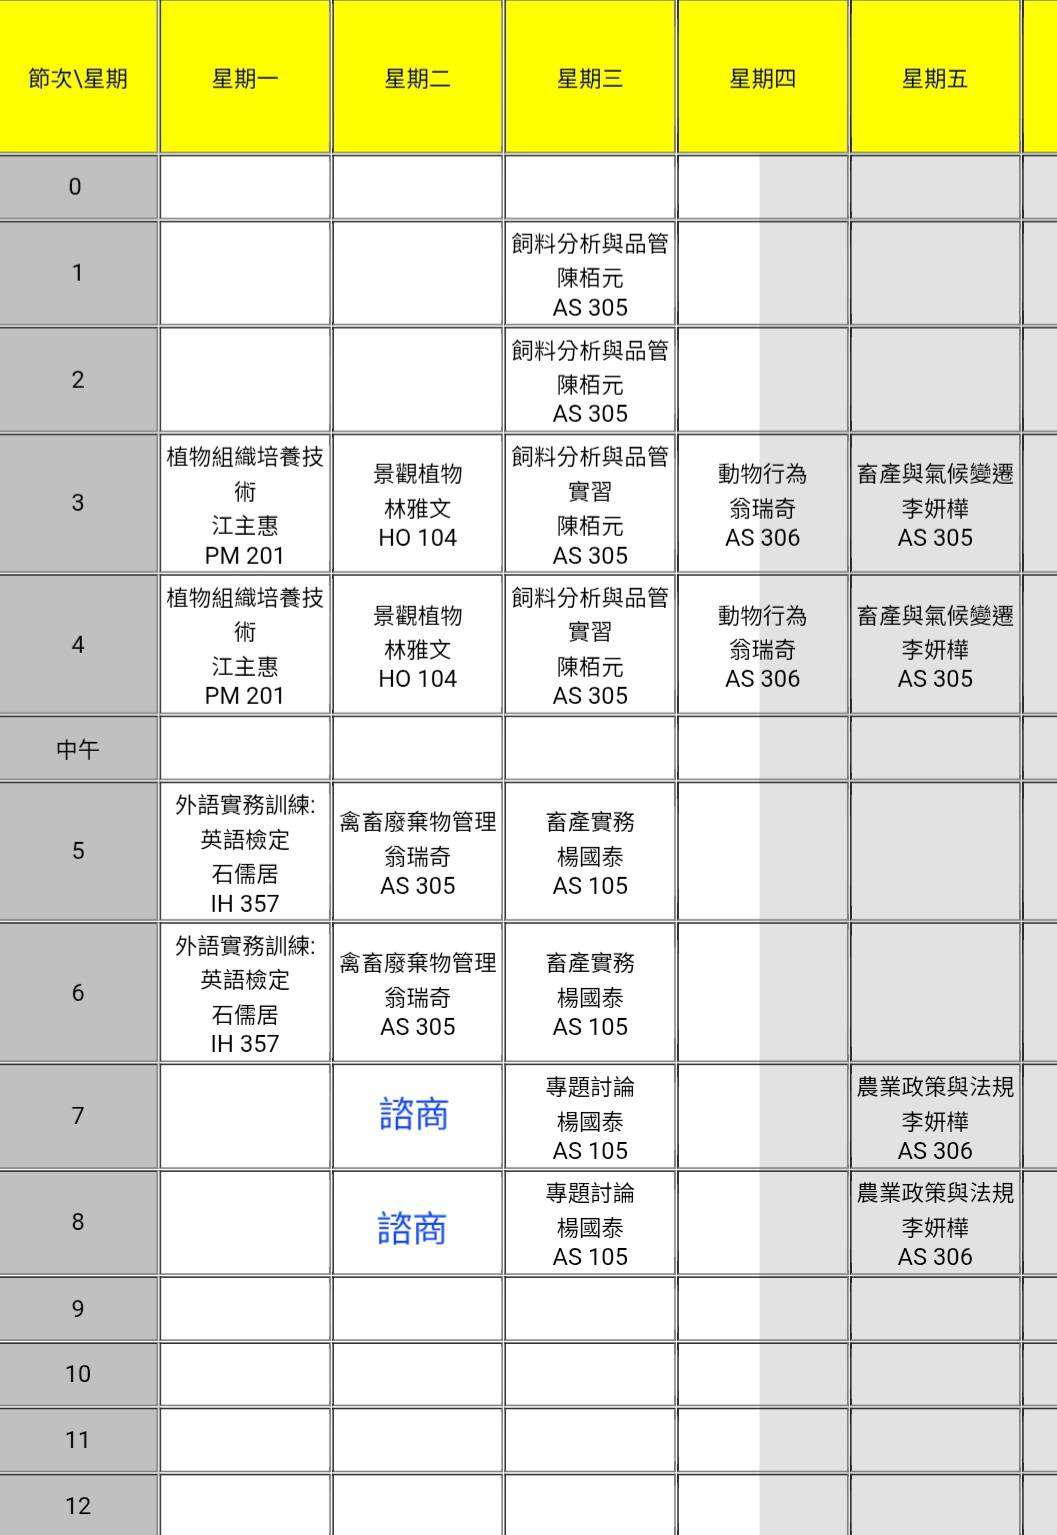 節次\星期 星期一 星期二 星期三 星期四 星期五
0
1
飼料分析與品管
陳栢元
AS 305
2
飼料分析與品管
陳栢元
AS 305
3
植物組織培養技
術
江主惠
PM 201
景觀植物
林雅文
HO 104
飼料分析與品管
實習
陳栢元
AS 305
動物行為
翁瑞奇
AS 306
畜產與氣候變遷
李妍樺
AS 305
4
植物組織培養技
術
江主惠
PM 201
景觀植物
林雅文
HO 104
飼料分析與品管
實習
陳栢元
AS 305
動物行為
翁瑞奇
AS 306
畜產與氣候變遷
李妍樺
AS 305
中午
5
外語實務訓練:
英語檢定
石儒居
IH 357
禽畜廢棄物管理
翁瑞奇
AS 305
畜產實務
楊國泰
AS 105
6
外語實務訓練:
英語檢定
石儒居
IH 357
禽畜廢棄物管理
翁瑞奇
AS 305
畜產實務
楊國泰
AS 105
7
諮商
專題討論
楊國泰
AS 105
農業政策與法規
李妍樺
AS 306
8
諮商
專題討論
楊國泰
AS 105
農業政策與法規
李妍樺
AS 306
9
10
11
12